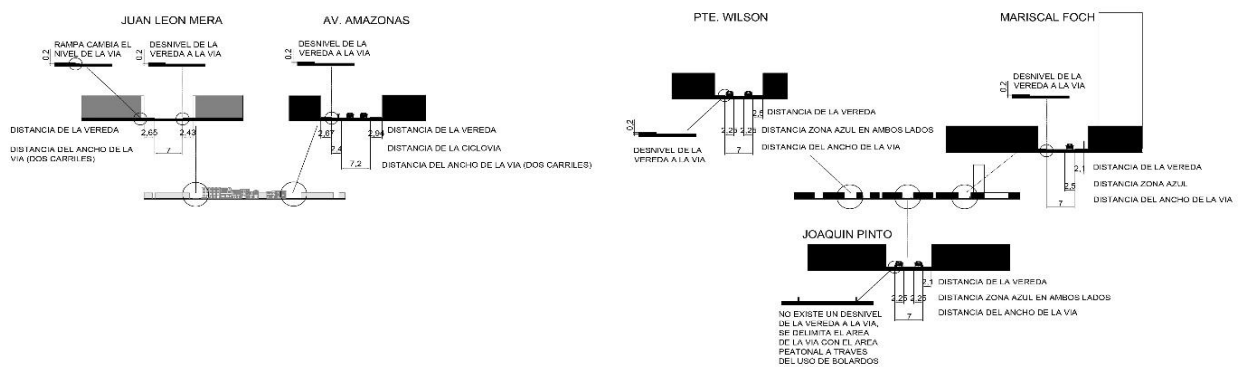 JUAN LEON MERA
RAMPA CAMBIA EL
NIVEL DE LA VIA
0.2
DESNIVEL DE LA
VEREDA A LA VIA
DISTANCIA DE LA VEREDA
2,65
2,43
DISTANCIA DEL ANCHO DE LA
VIA (DOS CARRILES)
7
AV. AMAZONAS
0.2
DESNIVEL DE LA
VEREDA A LA VIA
2,67
2,94
DISTANCIA DE LA VEREDA
2,4
DISTANCIA DE LA CICLOVIA
7,2
DISTANCIA DEL ANCHO DE LA VIA (DOS CARRILES)
PTE. WILSON
0.2
DESNIVEL DE LA
VEREDA A LA VIA
DISTANCIA DE LA VEREDA
2,25
2,25
DISTANCIA ZONA AZUL EN AMBOS LADOS
7
DISTANCIA DEL ANCHO DE LA VIA
MARISCAL FOCH
DESNIVEL DE LA
VEREDA A LA VIA
0.2
2,1
DISTANCIA DE LA VEREDA
2,5
DISTANCIA ZONA AZUL
7
DISTANCIA DEL ANCHO DE LA VIA
JOAQUIN PINTO
2,1
DISTANCIA DE LA VEREDA
2,25
2,25
DISTANCIA ZONA AZUL EN AMBOS LADOS
7
DISTANCIA DEL ANCHO DE LA VIA
NO EXISTE UN DESNIVEL
DE LA VEREDA A LA VIA,
SE DELIMITA EL AREA
DE LA VIA CON EL AREA
PEATONAL A TRAVES
DEL USO DE BOLARDOS